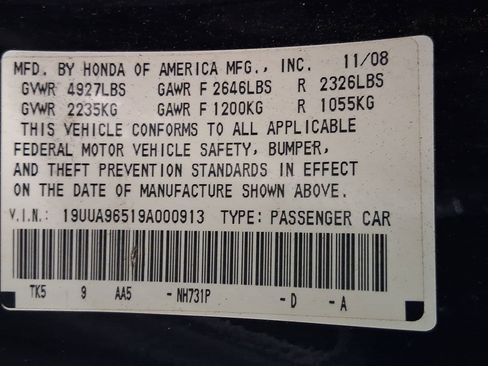 MFD. BY HONDA OF AMERICA MFG., INC. 11/08
GVWR 4927LBS GAWR F 2646LBS R 2326LBS
GVWR 2235KG GAWR F 1200KG R 1055KG
THIS VEHICLE CONFORMS TO ALL APPLICABLE
FEDERAL MOTOR VEHICLE SAFETY, BUMPER,
AND THEFT PREVENTION STANDARDS IN EFFECT
ON THE DATE OF MANUFACTURE SHOWN ABOVE.
V.I.N.: 19UUA96519A000913 TYPE: PASSENGER CAR
TK5 9 AA5 -NH731P -D -A